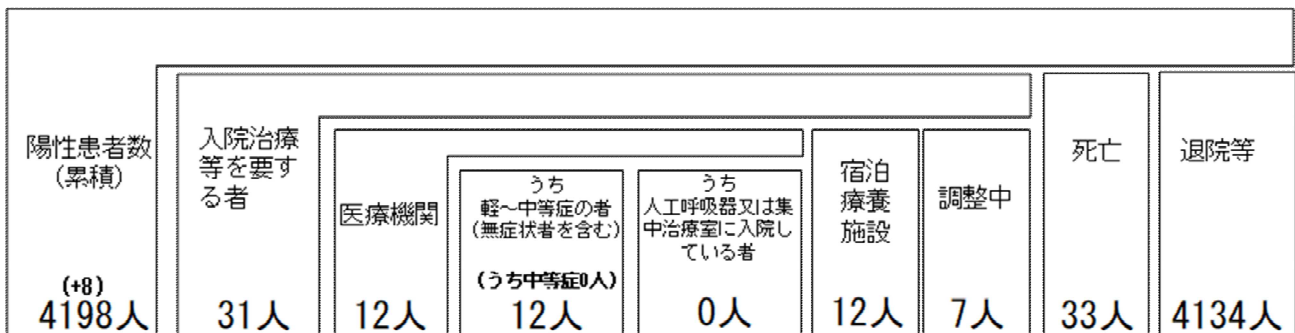 陽性患者数
(累積)
(+8)
4198人
入院治療
等を要す
る者
31人
医療機関
12人
うち
軽～中等症の者
(無症状者を含む)
(うち中等症0人)
12人
うち
人工呼吸器又は集
中治療室に入院し
ている者
0人
宿泊
療養
施設
12人
調整中
7人
死亡
33人
退院等
4134人